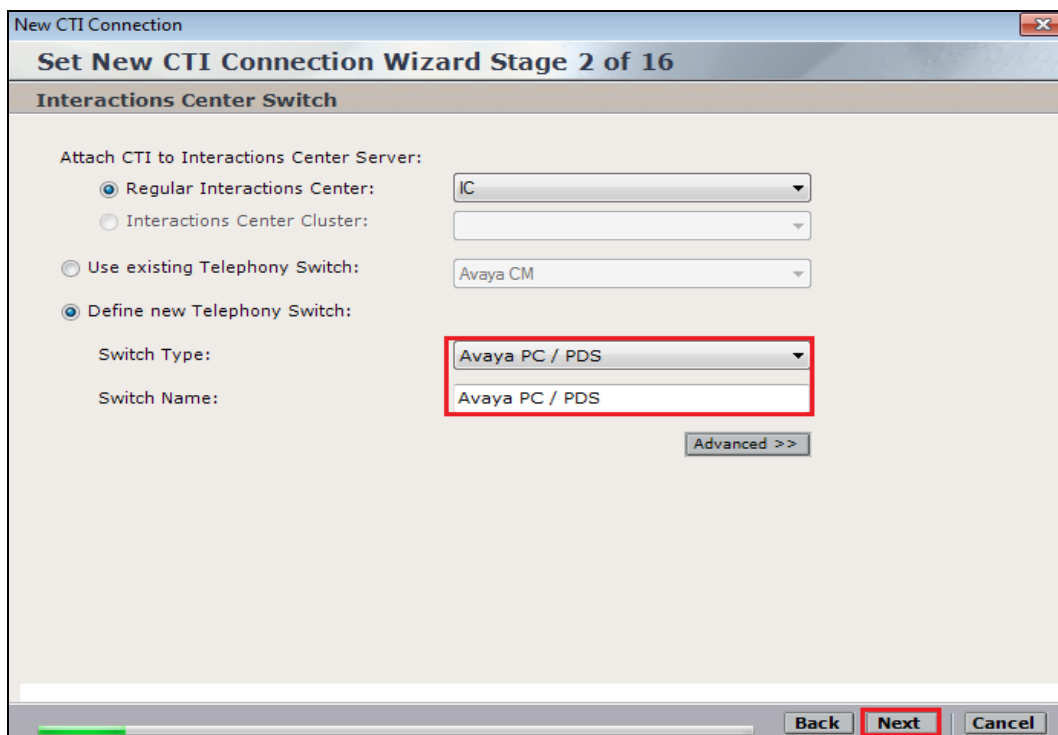 New CTI Connection
Set New CTI Connection Wizard Stage 2 of 16
Interactions Center Switch
Attach CTI to Interactions Center Server:
Regular Interactions Center: IC
Interactions Center Cluster:
Use existing Telephony Switch: Avaya CM
Define new Telephony Switch:
Switch Type: Avaya PC / PDS
Switch Name: Avaya PC / PDS
Advanced >>
Back Next Cancel